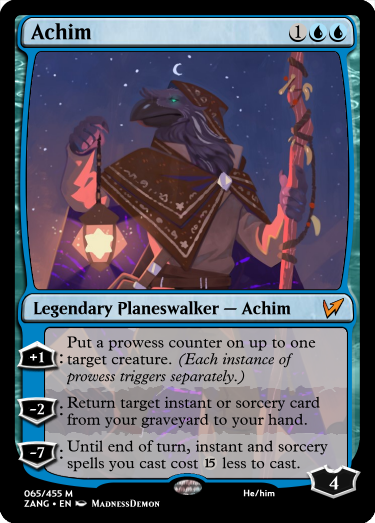 Achim 1
Legendary Planeswalker — Achim
+1: Put a prowess counter on up to one
target creature. (Each instance of
prowess triggers separately.)
-2: Return target instant or sorcery card
from your graveyard to your hand.
-7: Until end of turn, instant and sorcery
spells you cast cost 15 less to cast.
4
065/455 M He/him
ZANG • EN MadnessDemon